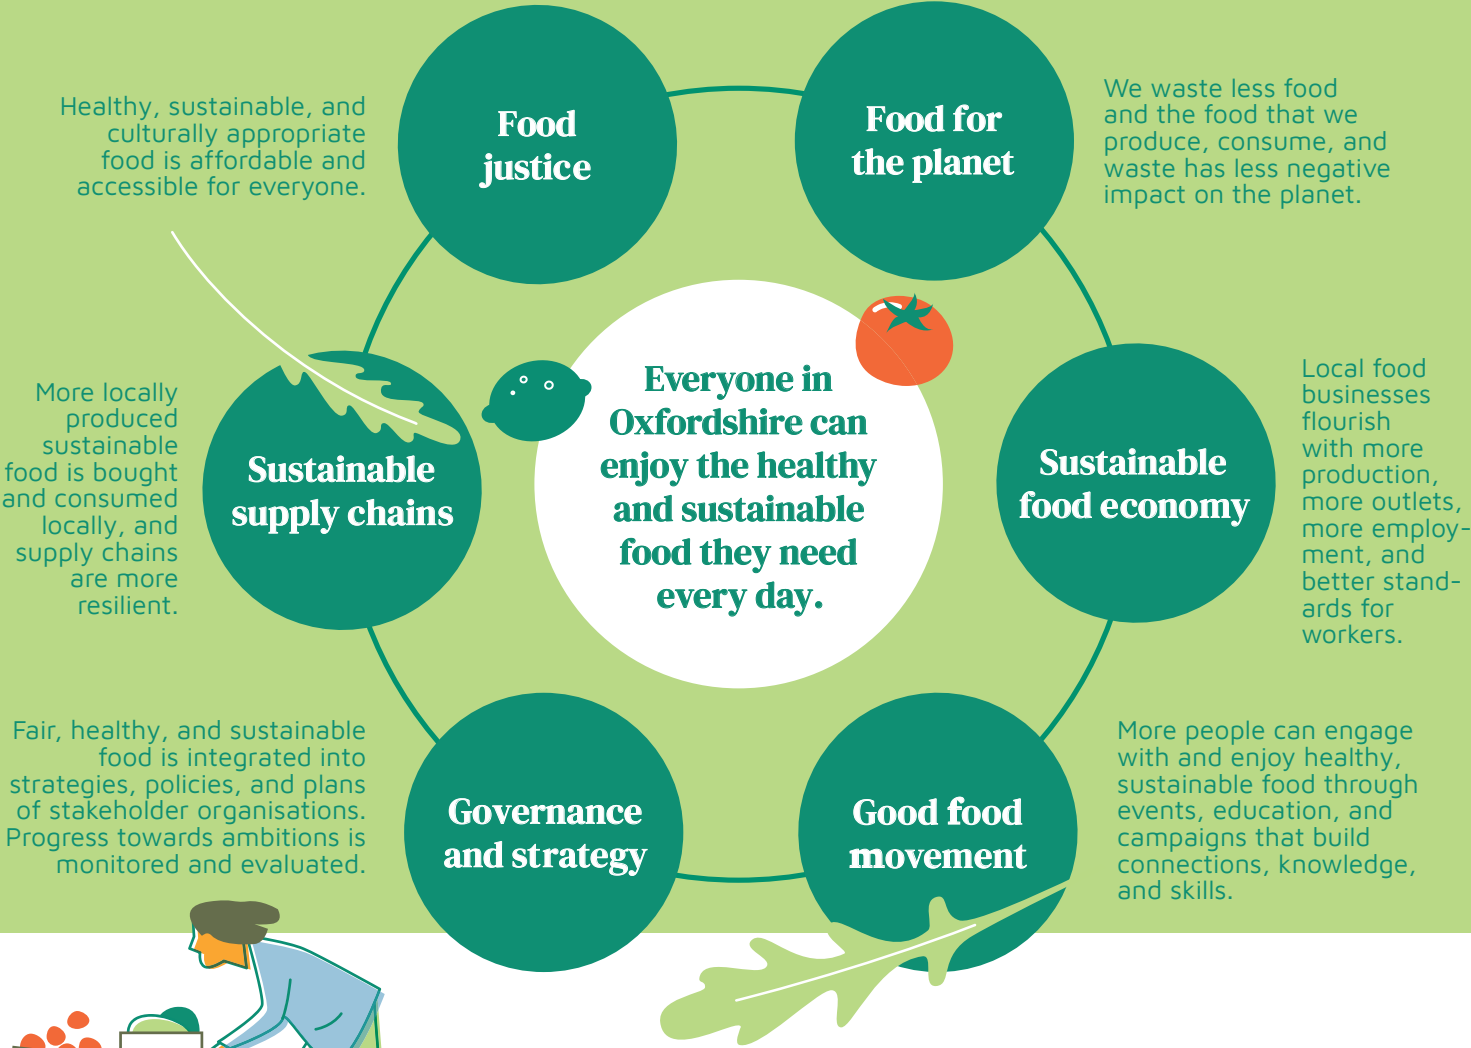 Healthy, sustainable, and
culturally appropriate
food is affordable and
accessible for everyone.
Food
justice
Food for
the planet
We waste less food
and the food that we
produce, consume, and
waste has less negative
impact on the planet.
More locally
produced
sustainable
food is bought
and consumed
locally, and
supply chains
are more
resilient.
Sustainable
supply chains
Everyone in
Oxfordshire can
enjoy the healthy
and sustainable
food they need
every day.
Sustainable
food economy
Local food
businesses
flourish
with more
production,
more outlets,
more employ-
ment, and
better stand-
ards for
workers.
Fair, healthy, and sustainable
food is integrated into
strategies, policies, and plans
of stakeholder organisations.
Progress towards ambitions is
monitored and evaluated.
Governance
and strategy
Good food
movement
More people can engage
with and enjoy healthy,
sustainable food through
events, education, and
campaigns that build
connections, knowledge,
and skills.